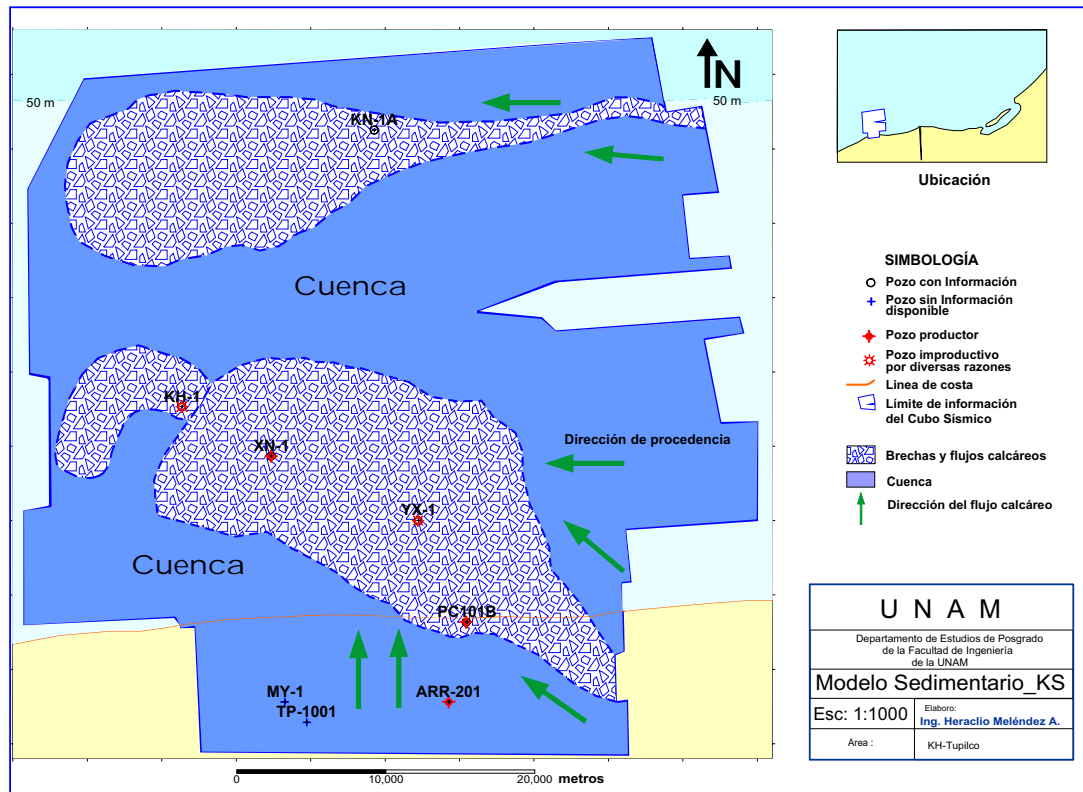 N
50 m
50 m
KN-1A
Cuenca
KH-1
XN-1
Dirección de procedencia
YX-1
Cuenca
PC101B
MY-1
TP-1001
ARR-201
0
10,000
20,000
metros
Ubicación
SIMBOLOGÍA
Pozo con Información
Pozo sin Información
disponible
Pozo productor
Pozo improductivo
por diversas razones
Linea de costa
Límite de información
del Cubo Sísmico
Brechas y flujos calcáreos
Cuenca
Dirección del flujo calcáreo
U N A M
Departamento de Estudios de Posgrado
de la Facultad de Ingeniería
de la UNAM
Modelo Sedimentario_KS
Esc: 1:1000
Elaboro:
Ing. Heraclio Meléndez A.
Area :
KH-Tupilco